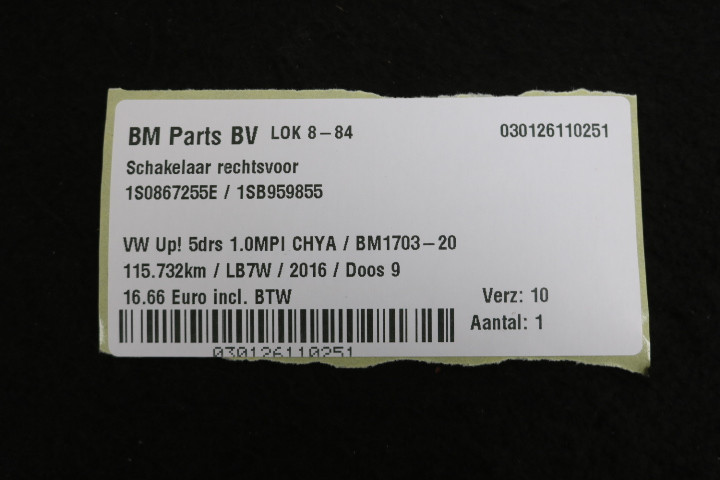 BM Parts BV LOK 8-84 030126110251
Schakelaar rechtsvoor
1S0867255E / 1SB959855
VW Up! 5drs 1.0MPI CHYA / BM1703-20
115.732km / LB7W / 2016 / Doos 9
16.66 Euro incl. BTW Verz: 10
Aantal: 1
030126110251